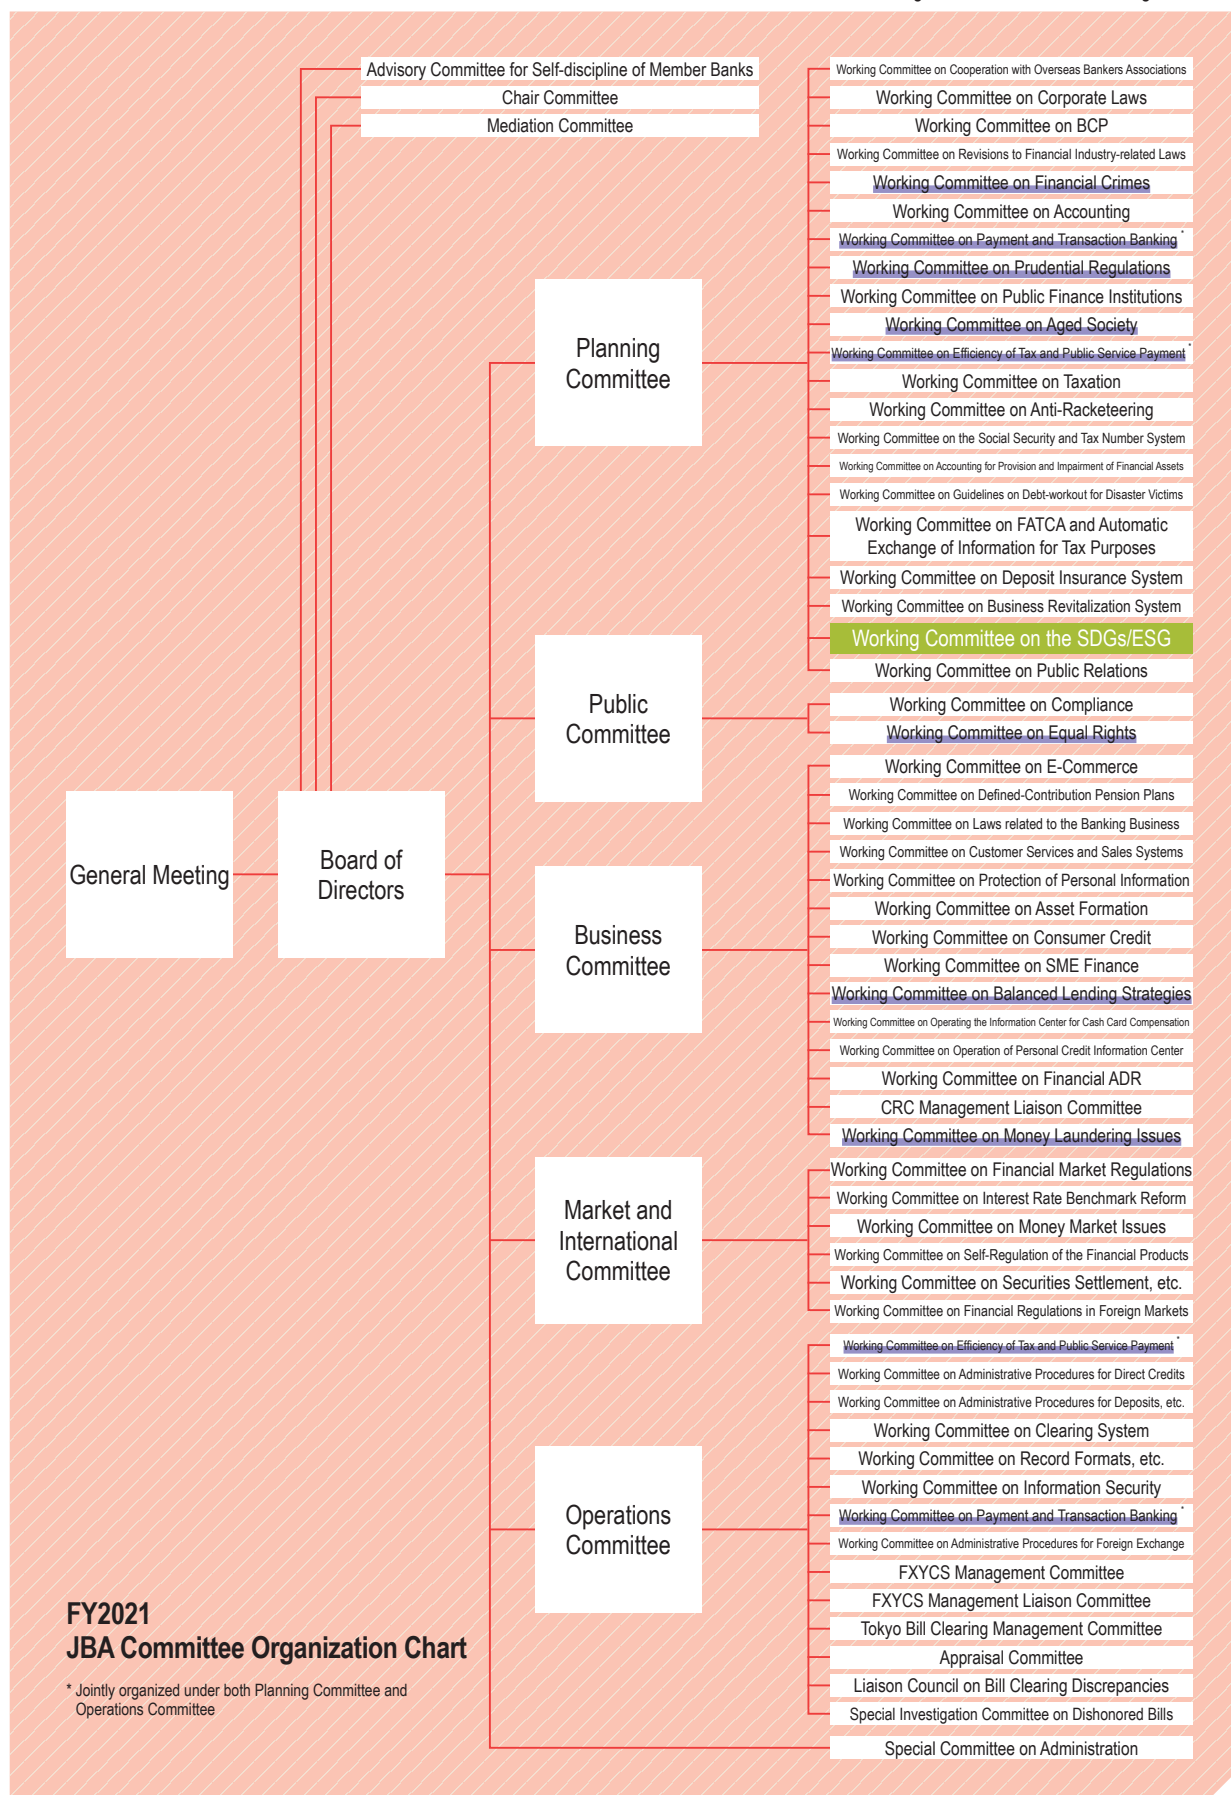 Advisory Committee for Self-discipline of Member Banks
Chair Committee
Mediation Committee
Working Committee on Cooperation with Overseas Bankers Associations
Working Committee on Corporate Laws
Working Committee on BCP
Working Committee on Revisions to Financial Industry-related Laws
Working Committee on Financial Crimes
Working Committee on Accounting
Working Committee on Payment and Transaction Banking *
Working Committee on Prudential Regulations
Working Committee on Public Finance Institutions
Working Committee on Aged Society
Working Committee on Efficiency of Tax and Public Service Payment *
Working Committee on Taxation
Working Committee on Anti-Racketeering
Working Committee on the Social Security and Tax Number System
Working Committee on Accounting for Provision and Impairment of Financial Assets
Working Committee on Guidelines on Debt-workout for Disaster Victims
Working Committee on FATCA and Automatic
Exchange of Information for Tax Purposes
Working Committee on Deposit Insurance System
Working Committee on Business Revitalization System
Working Committee on the SDGs/ESG
Working Committee on Public Relations
Planning
Committee
Public
Committee
Working Committee on Compliance
Working Committee on Equal Rights
General Meeting
Board of
Directors
Business
Committee
Working Committee on E-Commerce
Working Committee on Defined-Contribution Pension Plans
Working Committee on Laws related to the Banking Business
Working Committee on Customer Services and Sales Systems
Working Committee on Protection of Personal Information
Working Committee on Asset Formation
Working Committee on Consumer Credit
Working Committee on SME Finance
Working Committee on Balanced Lending Strategies
Working Committee on Operating the Information Center for Cash Card Compensation
Working Committee on Operation of Personal Credit Information Center
Working Committee on Financial ADR
CRC Management Liaison Committee
Working Committee on Money Laundering Issues
Market and
International
Committee
Working Committee on Financial Market Regulations
Working Committee on Interest Rate Benchmark Reform
Working Committee on Money Market Issues
Working Committee on Self-Regulation of the Financial Products
Working Committee on Securities Settlement, etc.
Working Committee on Financial Regulations in Foreign Markets
Operations
Committee
Working Committee on Efficiency of Tax and Public Service Payment *
Working Committee on Administrative Procedures for Direct Credits
Working Committee on Administrative Procedures for Deposits, etc.
Working Committee on Clearing System
Working Committee on Record Formats, etc.
Working Committee on Information Security
Working Committee on Payment and Transaction Banking *
Working Committee on Administrative Procedures for Foreign Exchange
FXYCS Management Committee
FXYCS Management Liaison Committee
Tokyo Bill Clearing Management Committee
Appraisal Committee
Liaison Council on Bill Clearing Discrepancies
Special Investigation Committee on Dishonored Bills
Special Committee on Administration
FY2021
JBA Committee Organization Chart
* Jointly organized under both Planning Committee and
Operations Committee